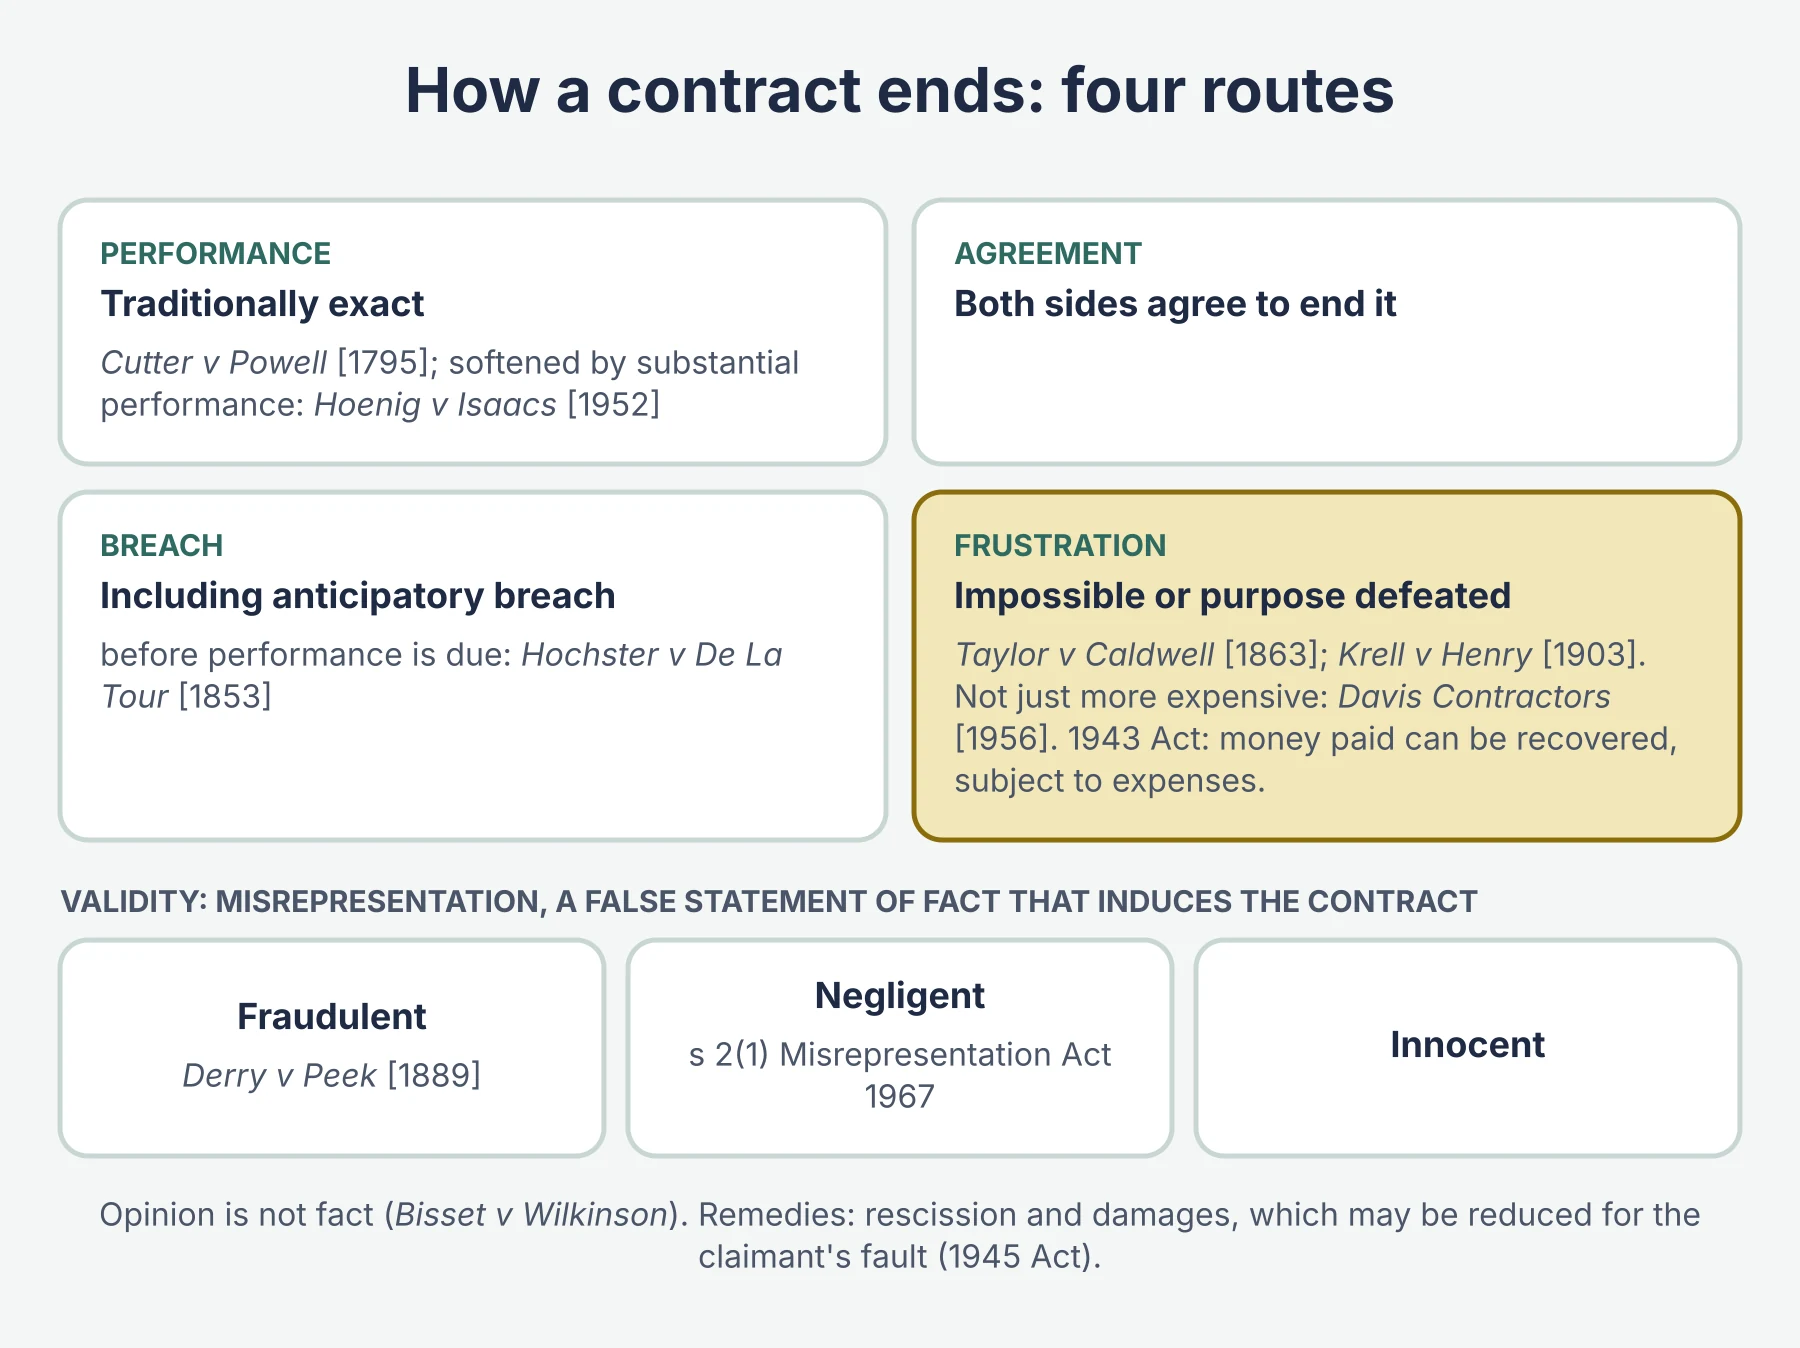 How a contract ends: four routes
PERFORMANCE
Traditionally exact
Cutter v Powell [1795]; softened by substantial
performance: Hoenig v Isaacs [1952]
AGREEMENT
Both sides agree to end it
BREACH
Including anticipatory breach
before performance is due: Hochster v De La
Tour [1853]
FRUSTRATION
Impossible or purpose defeated
Taylor v Caldwell [1863]; Krell v Henry [1903].
Not just more expensive: Davis Contractors
[1956]. 1943 Act: money paid can be recovered,
subject to expenses.
VALIDITY: MISREPRESENTATION, A FALSE STATEMENT OF FACT THAT INDUCES THE CONTRACT
Fraudulent
Derry v Peek [1889]
Negligent
s 2(1) Misrepresentation Act
1967
Innocent
Opinion is not fact (Bisset v Wilkinson). Remedies: rescission and damages, which may be reduced for the
claimant's fault (1945 Act).